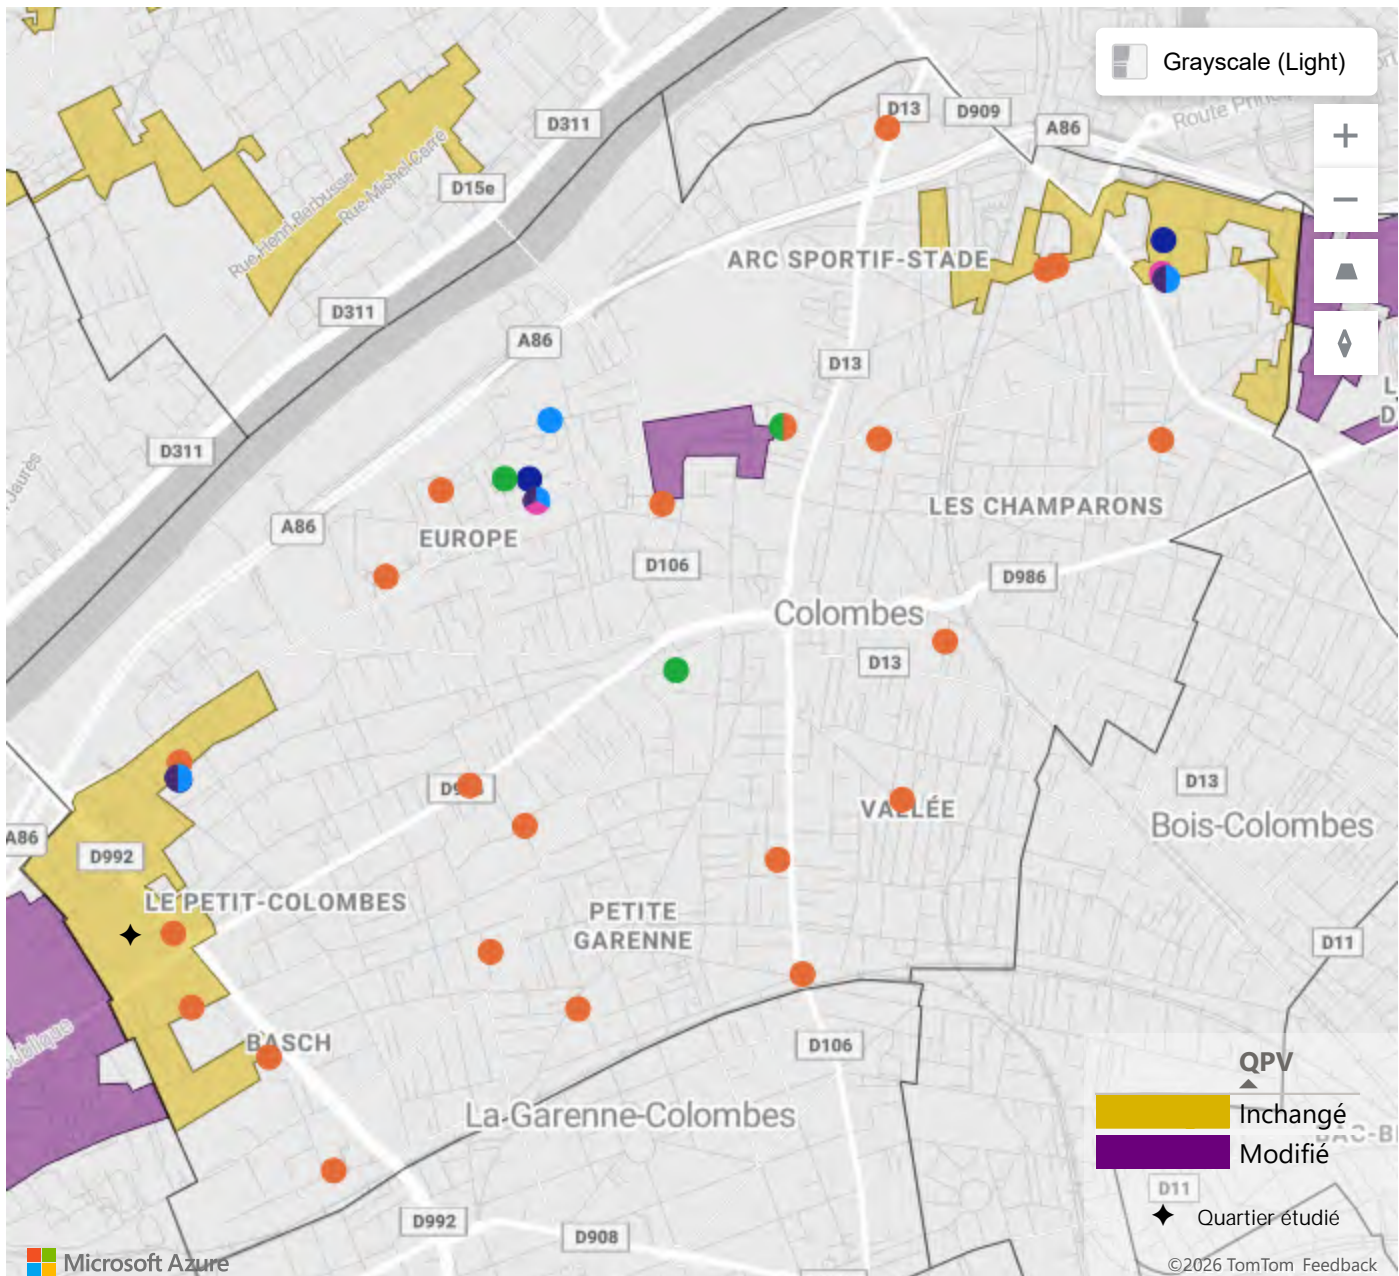 Grayscale (Light)
D13
D909
A86
D311
D15e
Rue Henri Barbusse
Rue Michel Carré
ARC SPORTIF-STADE
D311
A86
D13
D311
Jaurès
LES CHAMPARONS
A86
EUROPE
D106
D986
Colombes
D13
D13
VALLÉE
Bois-Colombes
A86
D992
LE PETIT-COLOMBES
PETITE
GARENNE
D11
BASCH
D106
QPV
La-Garenne-Colombes
Inchangé
Modifié
D11
Quartier étudié
D992
D908
Microsoft Azure
©2026 TomTom Feedback